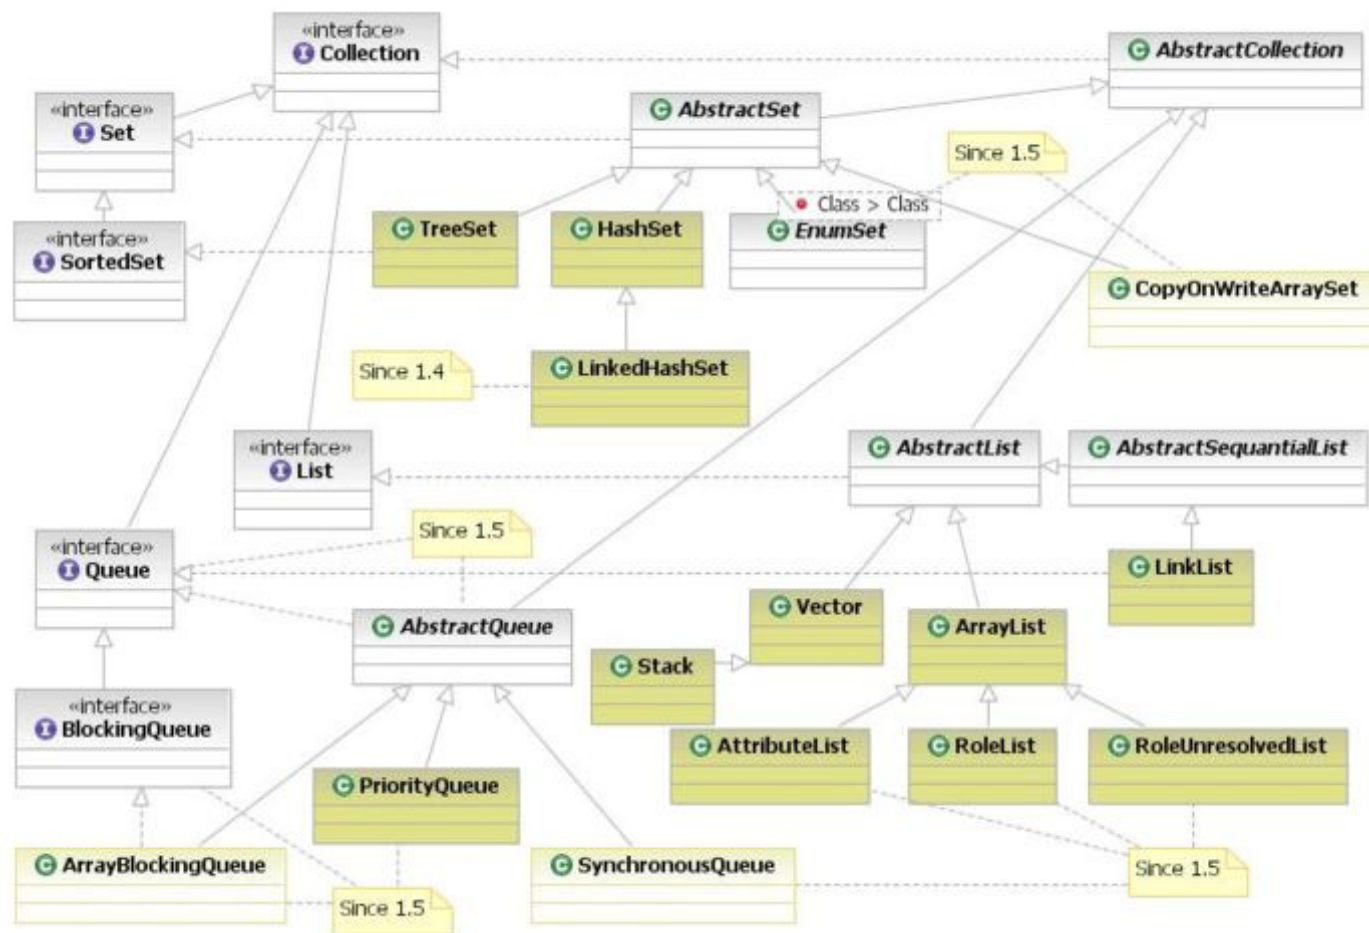 «interface»
Collection
AbstractCollection
«interface»
Set
AbstractSet
Since 1.5
Class > Class
«interface»
SortedSet
TreeSet
HashSet
EnumSet
CopyOnWriteArraySet
Since 1.4
LinkedHashSet
«interface»
List
AbstractList
AbstractSequantialList
Since 1.5
«interface»
Queue
LinkList
AbstractQueue
Vector
ArrayList
Stack
«interface»
BlockingQueue
AttributeList
RoleList
RoleUnresolvedList
PriorityQueue
ArrayBlockingQueue
SynchronousQueue
Since 1.5
Since 1.5